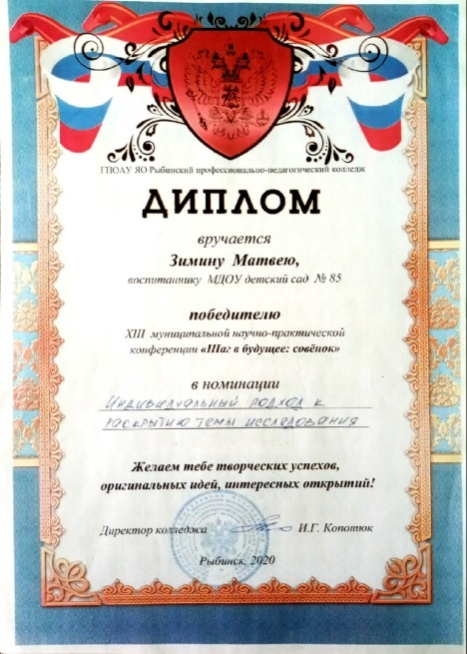 ГПОАУ ЯО Рыбинский профессионально-педагогический колледж
ДИПЛОМ
вручается
Зимину Матвею,
воспитаннику МДОУ детский сад № 85
победителю
XIII муниципальной научно-практической
конференции «Шаг в будущее: совёнок»
в номинации
Индивидуальный подход к
раскрытию темы исследования
Желаем тебе творческих успехов,
оригинальных идей, интересных открытий!
Директор колледжа И.Г. Копотюк
Рыбинск, 2020